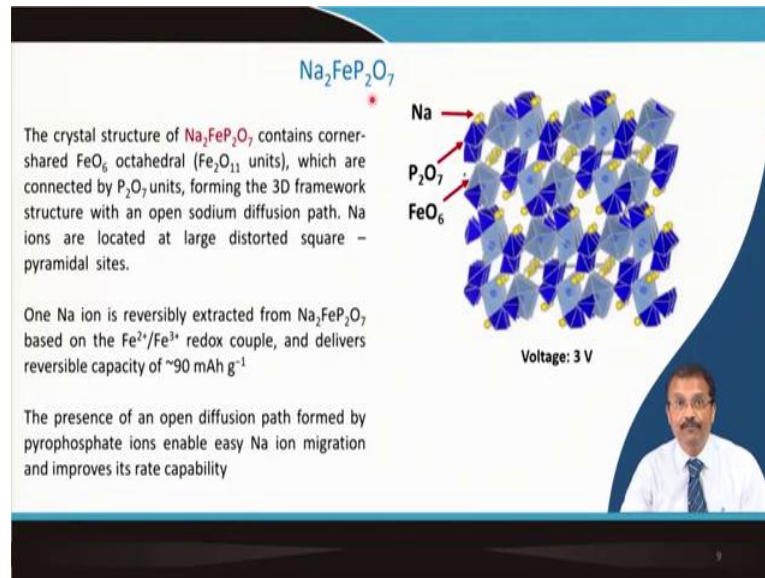 Na₂FeP₂O₇
The crystal structure of Na₂FeP₂O₇ contains corner-
shared FeO₆ octahedral (Fe₂O₁₁ units), which are
connected by P₂O₇ units, forming the 3D framework
structure with an open sodium diffusion path. Na
ions are located at large distorted square –
pyramidal sites.
One Na ion is reversibly extracted from Na₂FeP₂O₇
based on the Fe²⁺/Fe³⁺ redox couple, and delivers
reversible capacity of ~90 mAh g⁻¹
The presence of an open diffusion path formed by
pyrophosphate ions enable easy Na ion migration
and improves its rate capability
Na
P₂O₇
FeO₆
Voltage: 3 V
9